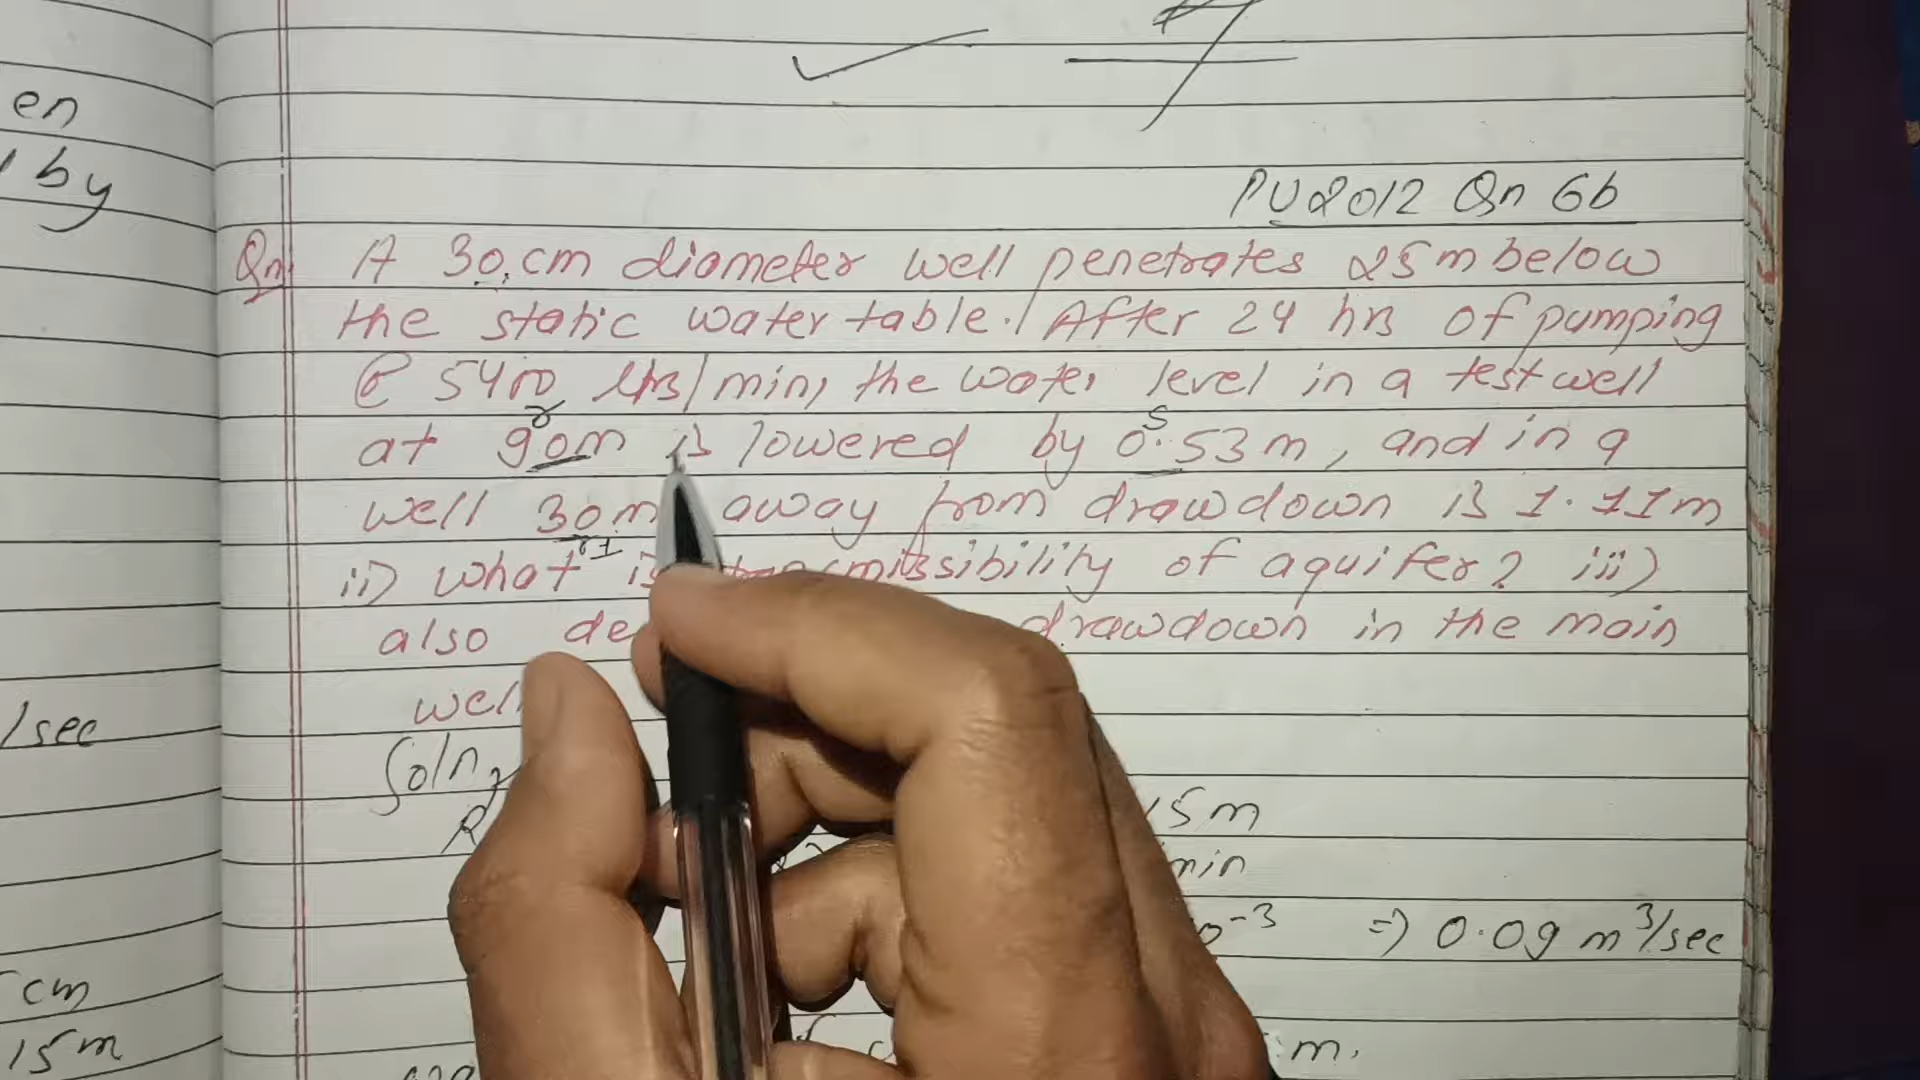 en
by
/sec
cm
15m
PU2012 Qn 6b
Qn A 30 cm diameter well penetrates 25m below
the static water table. After 24 hrs of pumping
@ 5400 ltrs/min, the water level in a test well
at 90m is lowered by 0.53m, and in a
well 30m away from drawdown is 1.11m
ii) what is transmissibility of aquifer? iii)
also drawdown in the main
well
Soln,
15m
min
-3 => 0.09 m³/sec
m.